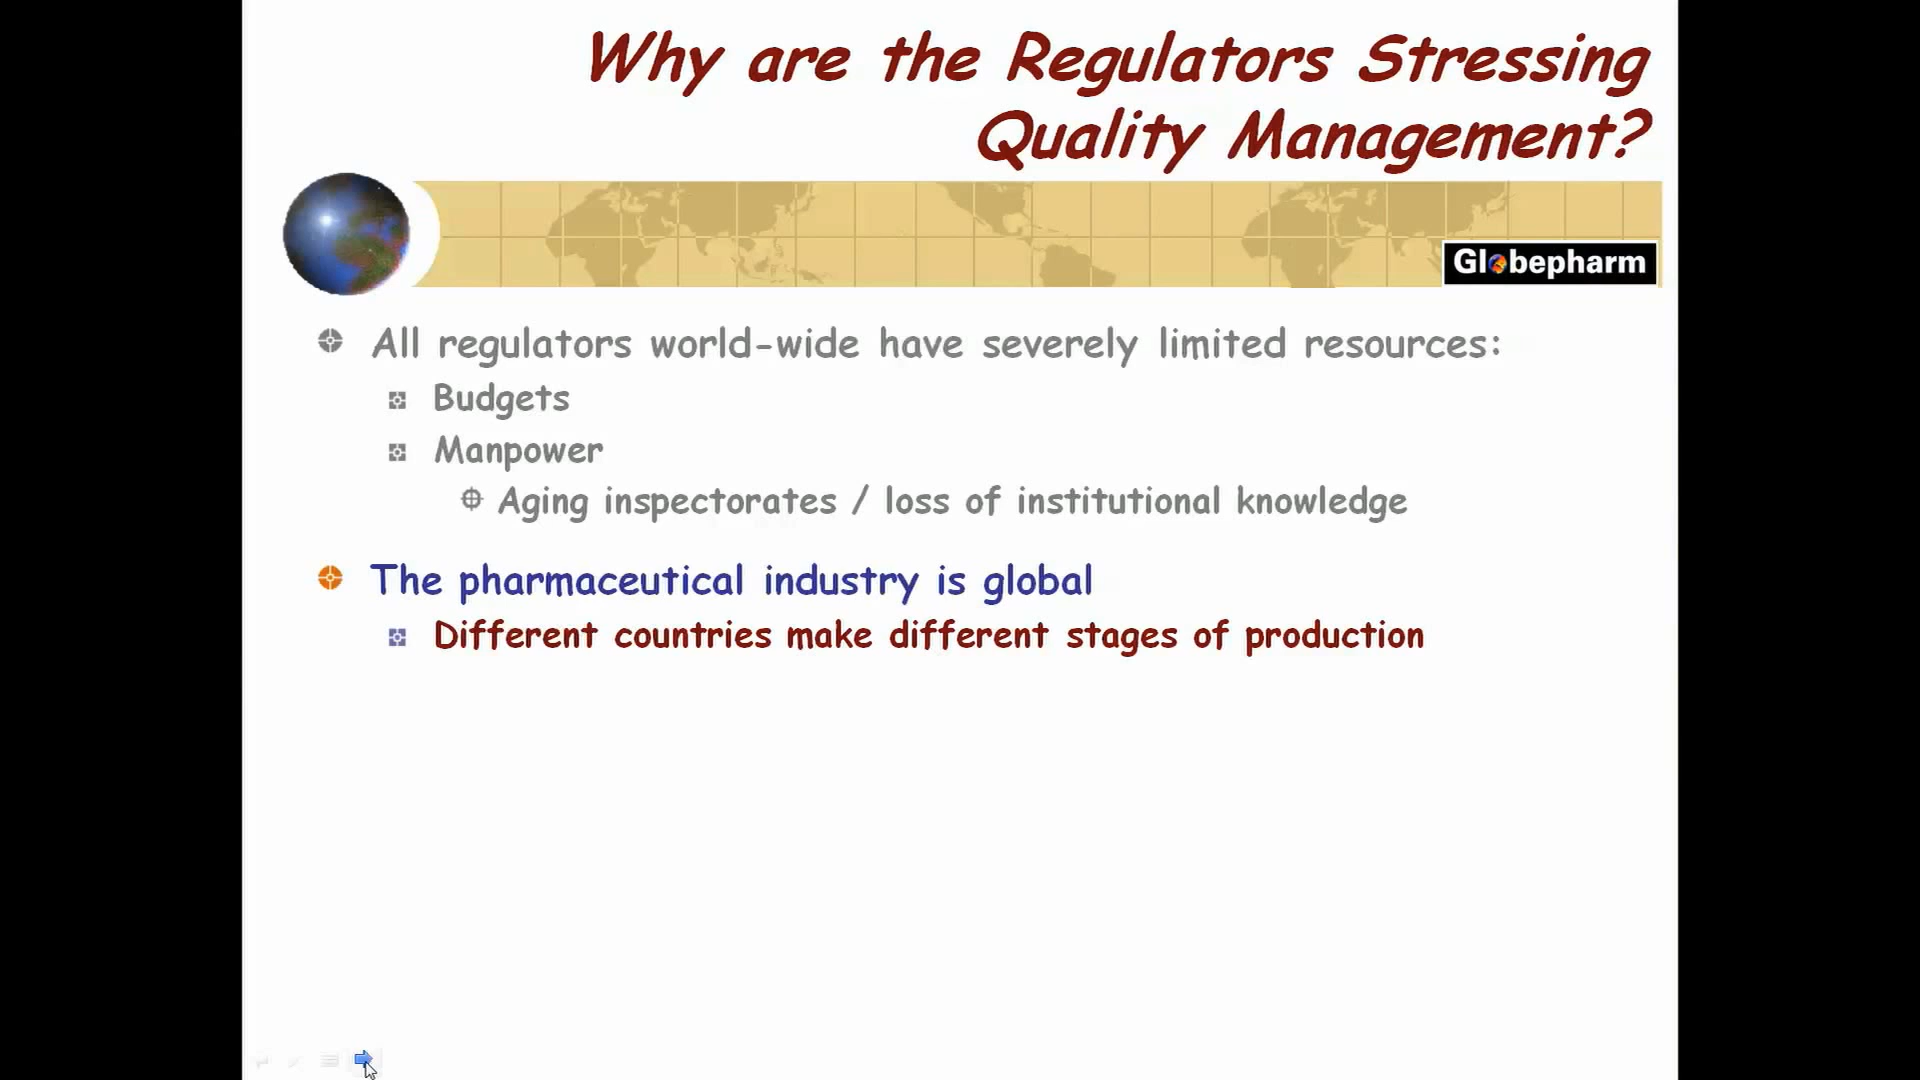 Why are the Regulators Stressing
Quality Management?
Globepharm
All regulators world-wide have severely limited resources:
Budgets
Manpower
Aging inspectorates / loss of institutional knowledge
The pharmaceutical industry is global
Different countries make different stages of production